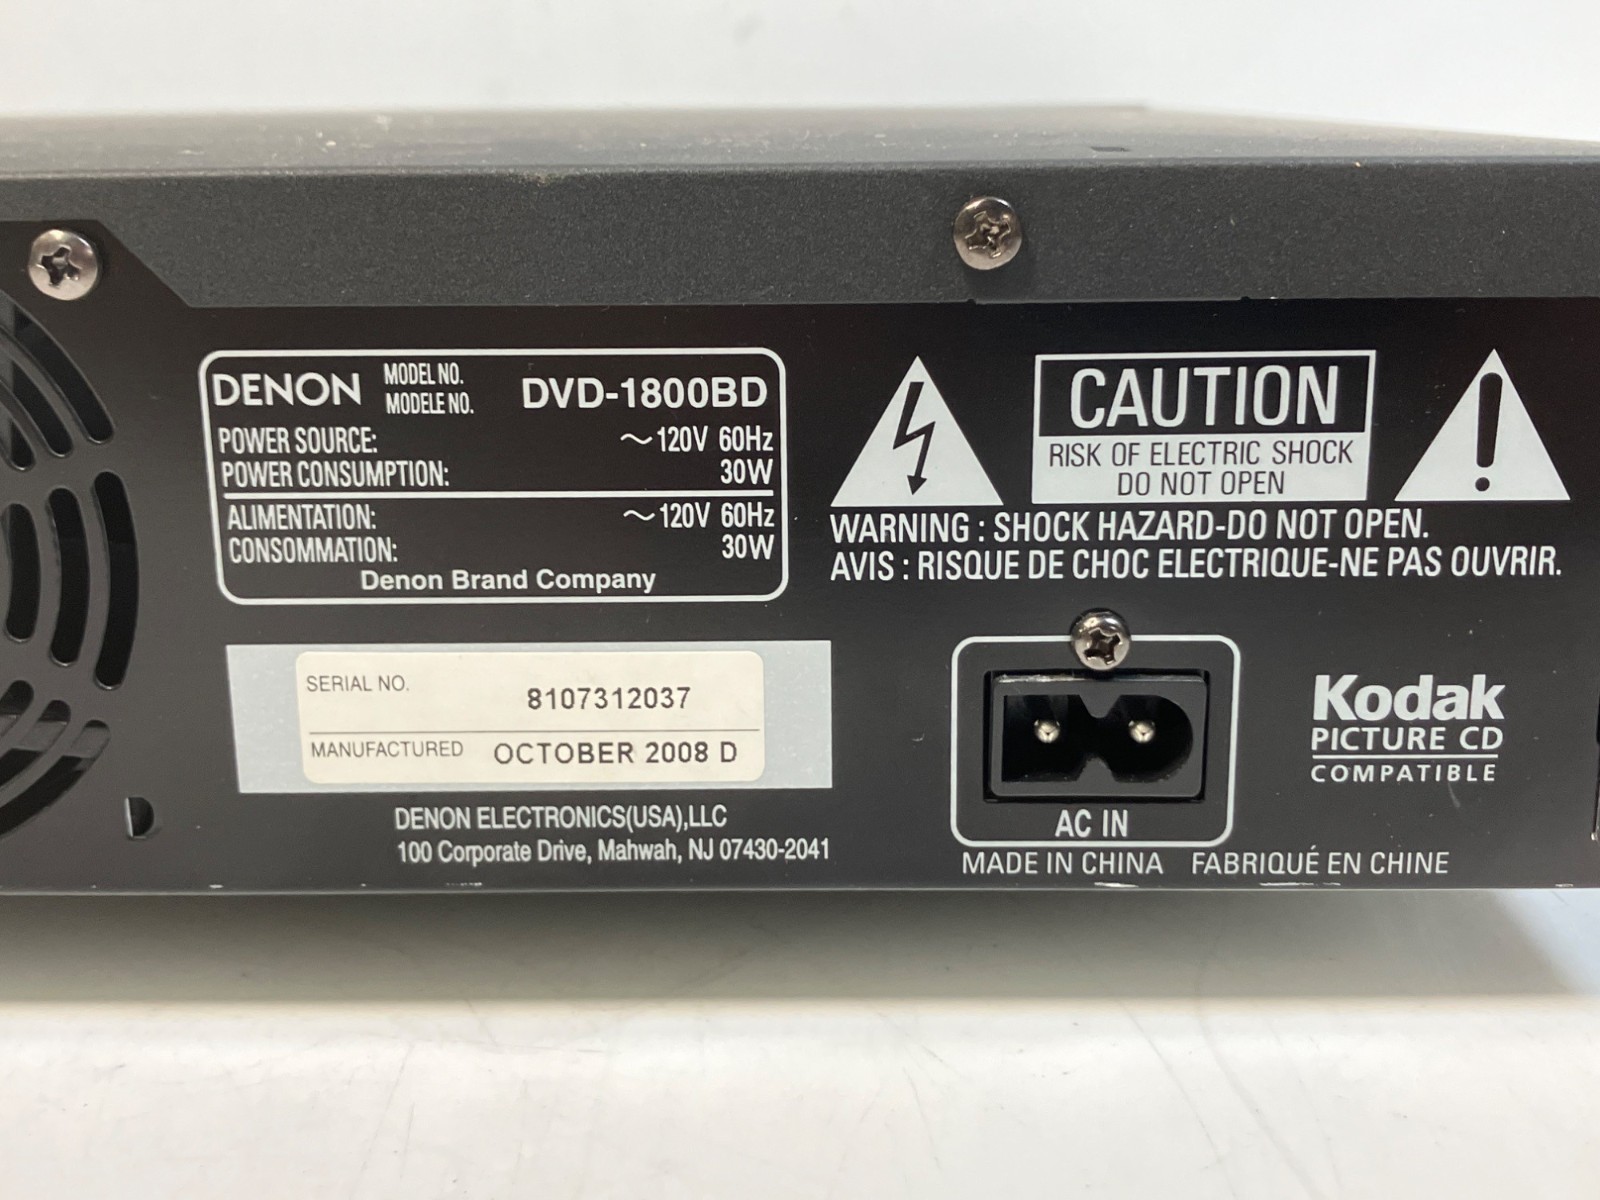 DENON MODEL NO. DVD-1800BD
MODELE NO.
POWER SOURCE: ~120V 60Hz
POWER CONSUMPTION: 30W
ALIMENTATION: ~120V 60Hz
CONSOMMATION: 30W
Denon Brand Company
SERIAL NO. 8107312037
MANUFACTURED OCTOBER 2008 D
DENON ELECTRONICS(USA),LLC
100 Corporate Drive, Mahwah, NJ 07430-2041
CAUTION
RISK OF ELECTRIC SHOCK
DO NOT OPEN
WARNING : SHOCK HAZARD-DO NOT OPEN.
AVIS : RISQUE DE CHOC ELECTRIQUE-NE PAS OUVRIR.
AC IN
MADE IN CHINA FABRIQUÉ EN CHINE
Kodak
PICTURE CD
COMPATIBLE